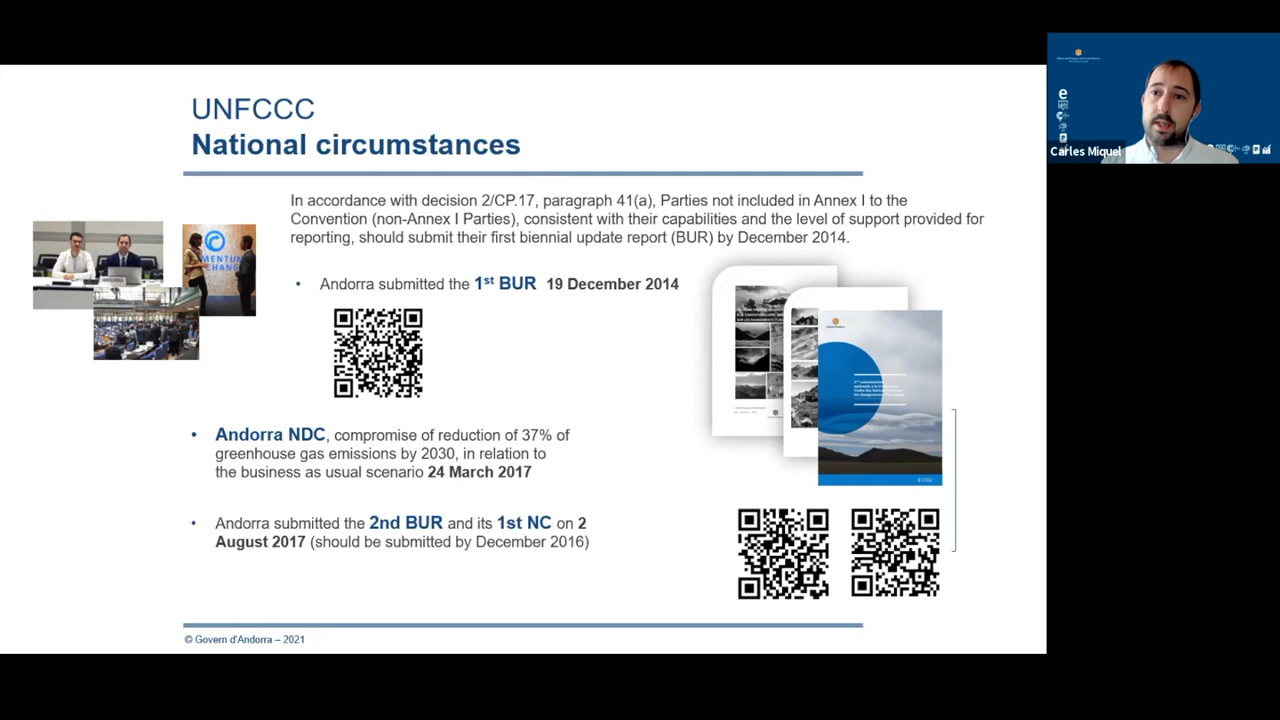 UNFCCC
National circumstances
In accordance with decision 2/CP.17, paragraph 41(a), Parties not included in Annex I to the
Convention (non-Annex I Parties), consistent with their capabilities and the level of support provided for
reporting, should submit their first biennial update report (BUR) by December 2014.
• Andorra submitted the 1st BUR 19 December 2014
• Andorra NDC, compromise of reduction of 37% of
greenhouse gas emissions by 2030, in relation to
the business as usual scenario 24 March 2017
• Andorra submitted the 2nd BUR and its 1st NC on 2
August 2017 (should be submitted by December 2016)
© Govern d'Andorra – 2021
ANDORRA
MENTUM
CHANG
e
Carles Miquel